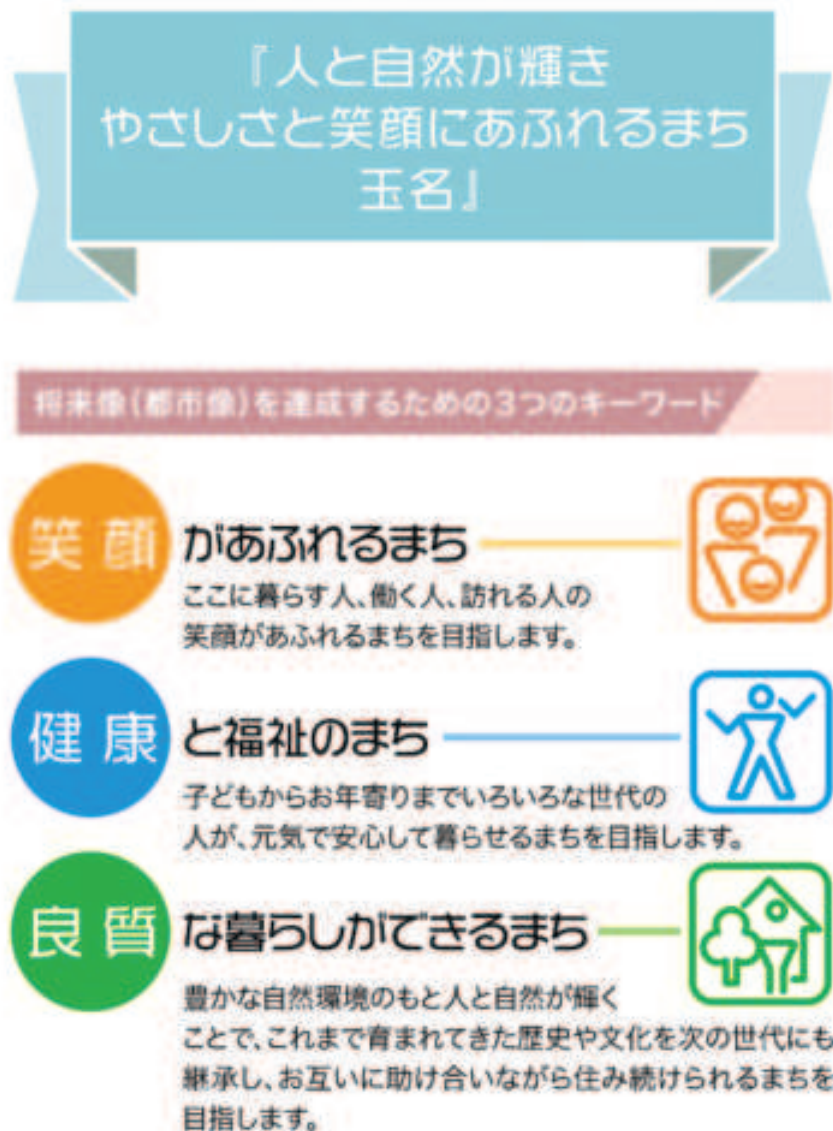 『人と自然が輝き
やさしさと笑顔にあふれるまち
玉名』
将来像(都市像)を達成するための3つのキーワード
笑顔があふれるまち
ここに暮らす人、働く人、訪れる人の
笑顔があふれるまちを目指します。
健康と福祉のまち
子どもからお年寄りまでいろいろな世代の
人が、元気で安心して暮らせるまちを目指します。
良質な暮らしができるまち
豊かな自然環境のもと人と自然が輝く
ことで、これまで育まれてきた歴史や文化を次の世代にも
継承し、お互いに助け合いながら住み続けられるまちを
目指します。